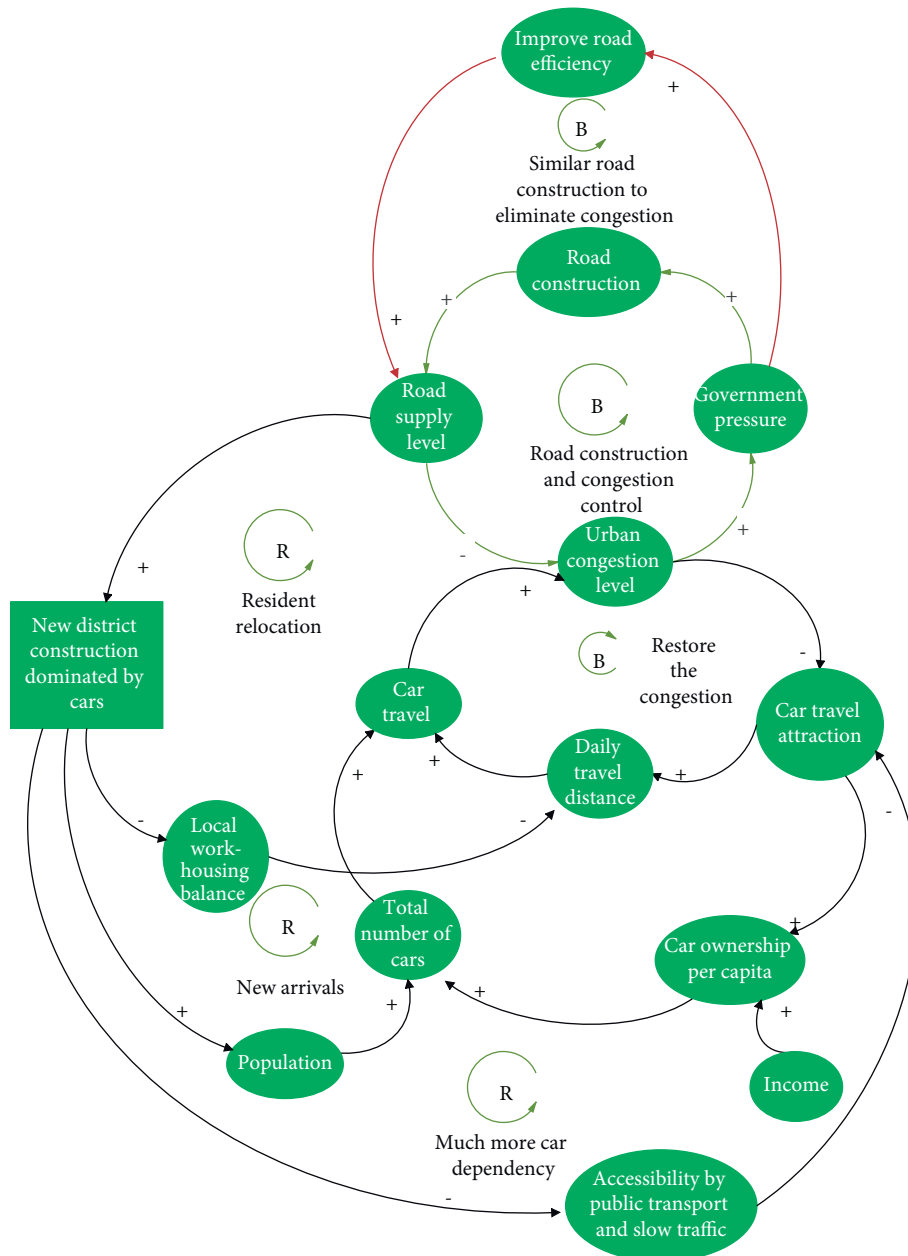 Improve road
efficiency
+
B
Similar road
construction to
eliminate congestion
Road
construction
+
+
+
Road
supply
level
B
Government
pressure
Road construction
and congestion
control
+
-
Urban
congestion
level
+
R
Resident
relocation
+
New district
construction
dominated by
cars
B
Restore
the
congestion
-
Car
travel
Car travel
attraction
+
+
Daily
travel
distance
+
-
-
-
Local
work-
housing
balance
Total
number of
cars
R
New arrivals
+
Car ownership
per capita
+
+
+
+
Population
Income
R
Much more car
dependency
-
Accessibility by
public transport
and slow traffic